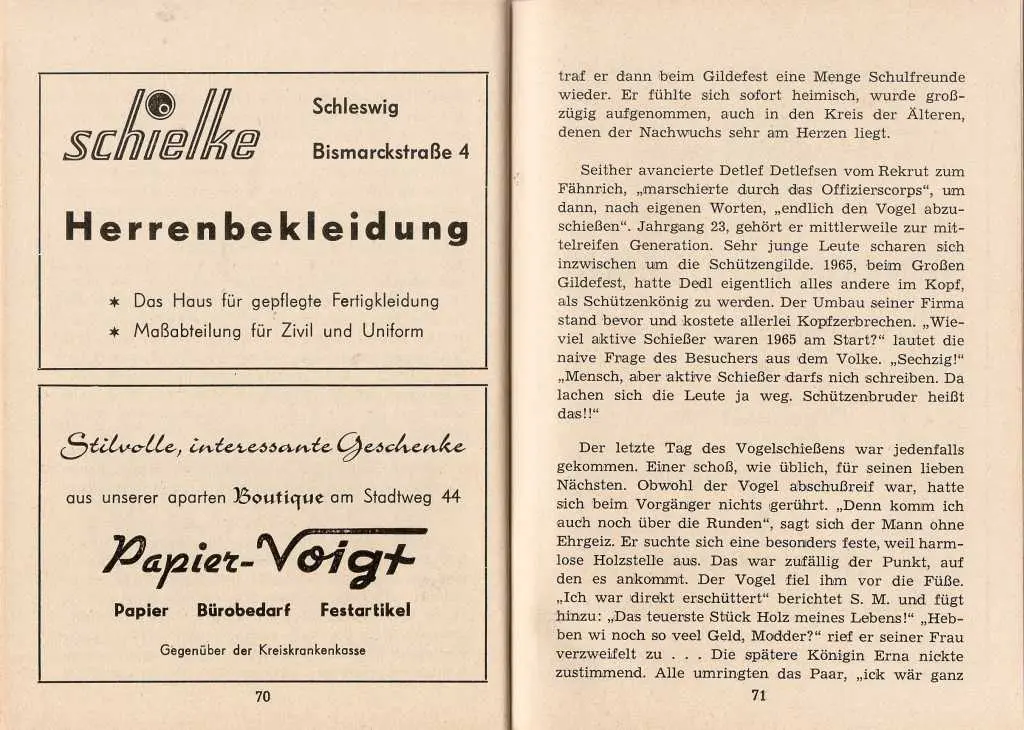 schielke
Schleswig
Bismarckstraße 4
Herrenbekleidung
✶ Das Haus für gepflegte Fertigkleidung
✶ Maßabteilung für Zivil und Uniform
Stilvolle, interessante Geschenke
aus unserer aparten Boutique am Stadtweg 44
Papier-Voigt
Papier Bürobedarf Festartikel
Gegenüber der Kreiskrankenkasse
70
traf er dann beim Gildefest eine Menge Schulfreunde
wieder. Er fühlte sich sofort heimisch, wurde groß-
zügig aufgenommen, auch in den Kreis der Älteren,
denen der Nachwuchs sehr am Herzen liegt.
Seither avancierte Detlef Detlefsen vom Rekrut zum
Fähnrich, „marschierte durch das Offizierscorps“, um
dann, nach eigenen Worten, „endlich den Vogel abzu-
schießen“. Jahrgang 23, gehört er mittlerweile zur mit-
telreifen Generation. Sehr junge Leute scharen sich
inzwischen um die Schützengilde. 1965, beim Großen
Gildefest, hatte Dedl eigentlich alles andere im Kopf,
als Schützenkönig zu werden. Der Umbau seiner Firma
stand bevor und kostete allerlei Kopfzerbrechen. „Wie-
viel aktive Schießer waren 1965 am Start?“ lautet die
naive Frage des Besuchers aus dem Volke. „Sechzig!“
„Mensch, aber aktive Schießer darfs nich schreiben. Da
lachen sich die Leute ja weg. Schützenbruder heißt
das!!“
Der letzte Tag des Vogelschießens war jedenfalls
gekommen. Einer schoß, wie üblich, für seinen lieben
Nächsten. Obwohl der Vogel abschußreif war, hatte
sich beim Vorgänger nichts gerührt. „Denn komm ich
auch noch über die Runden“, sagt sich der Mann ohne
Ehrgeiz. Er suchte sich eine besonders feste, weil harm-
lose Holzstelle aus. Das war zufällig der Punkt, auf
den es ankommt. Der Vogel fiel ihm vor die Füße.
„Ich war direkt erschüttert“ berichtet S. M. und fügt
hinzu: „Das teuerste Stück Holz meines Lebens!“ „Heb-
ben wi noch so veel Geld, Modder?“ rief er seiner Frau
verzweifelt zu . . . Die spätere Königin Erna nickte
zustimmend. Alle umringten das Paar, „ick wär ganz
71